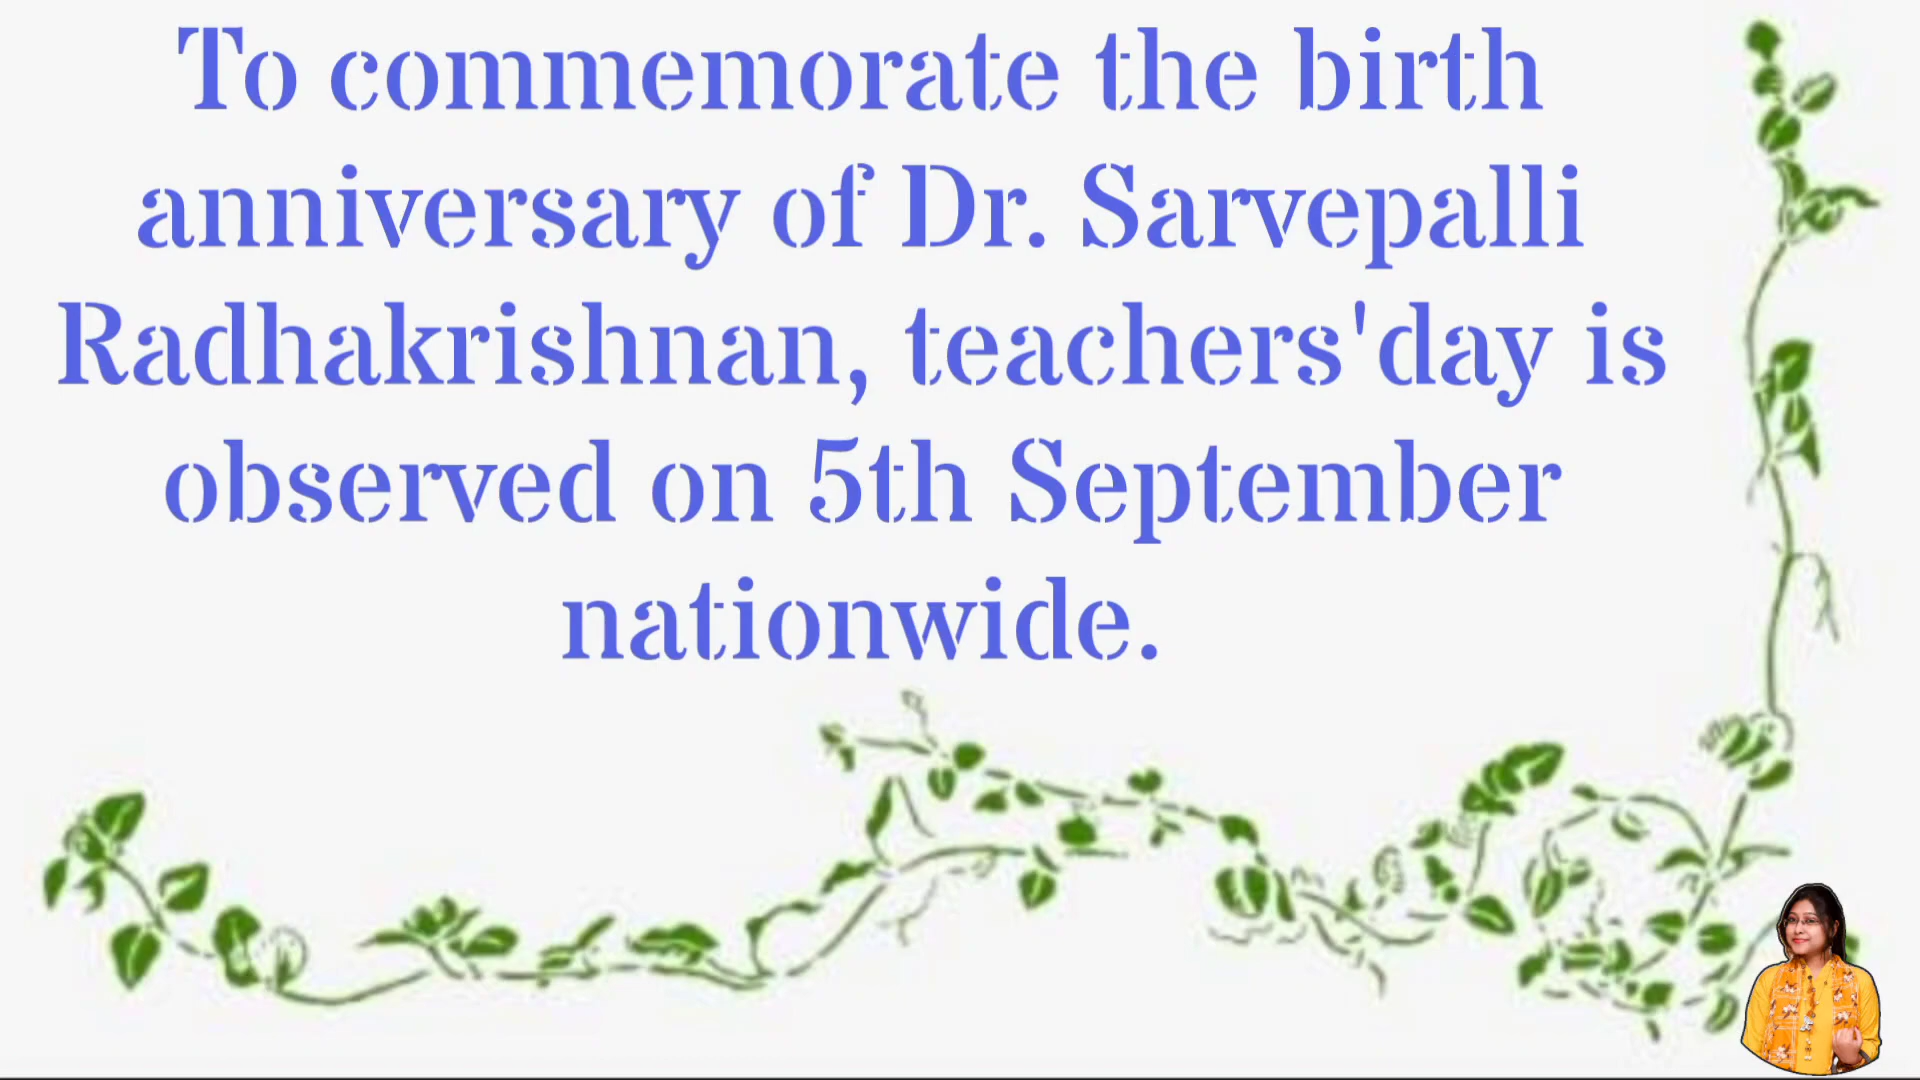 To commemorate the birth
anniversary of Dr. Sarvepalli
Radhakrishnan, teachers'day is
observed on 5th September
nationwide.